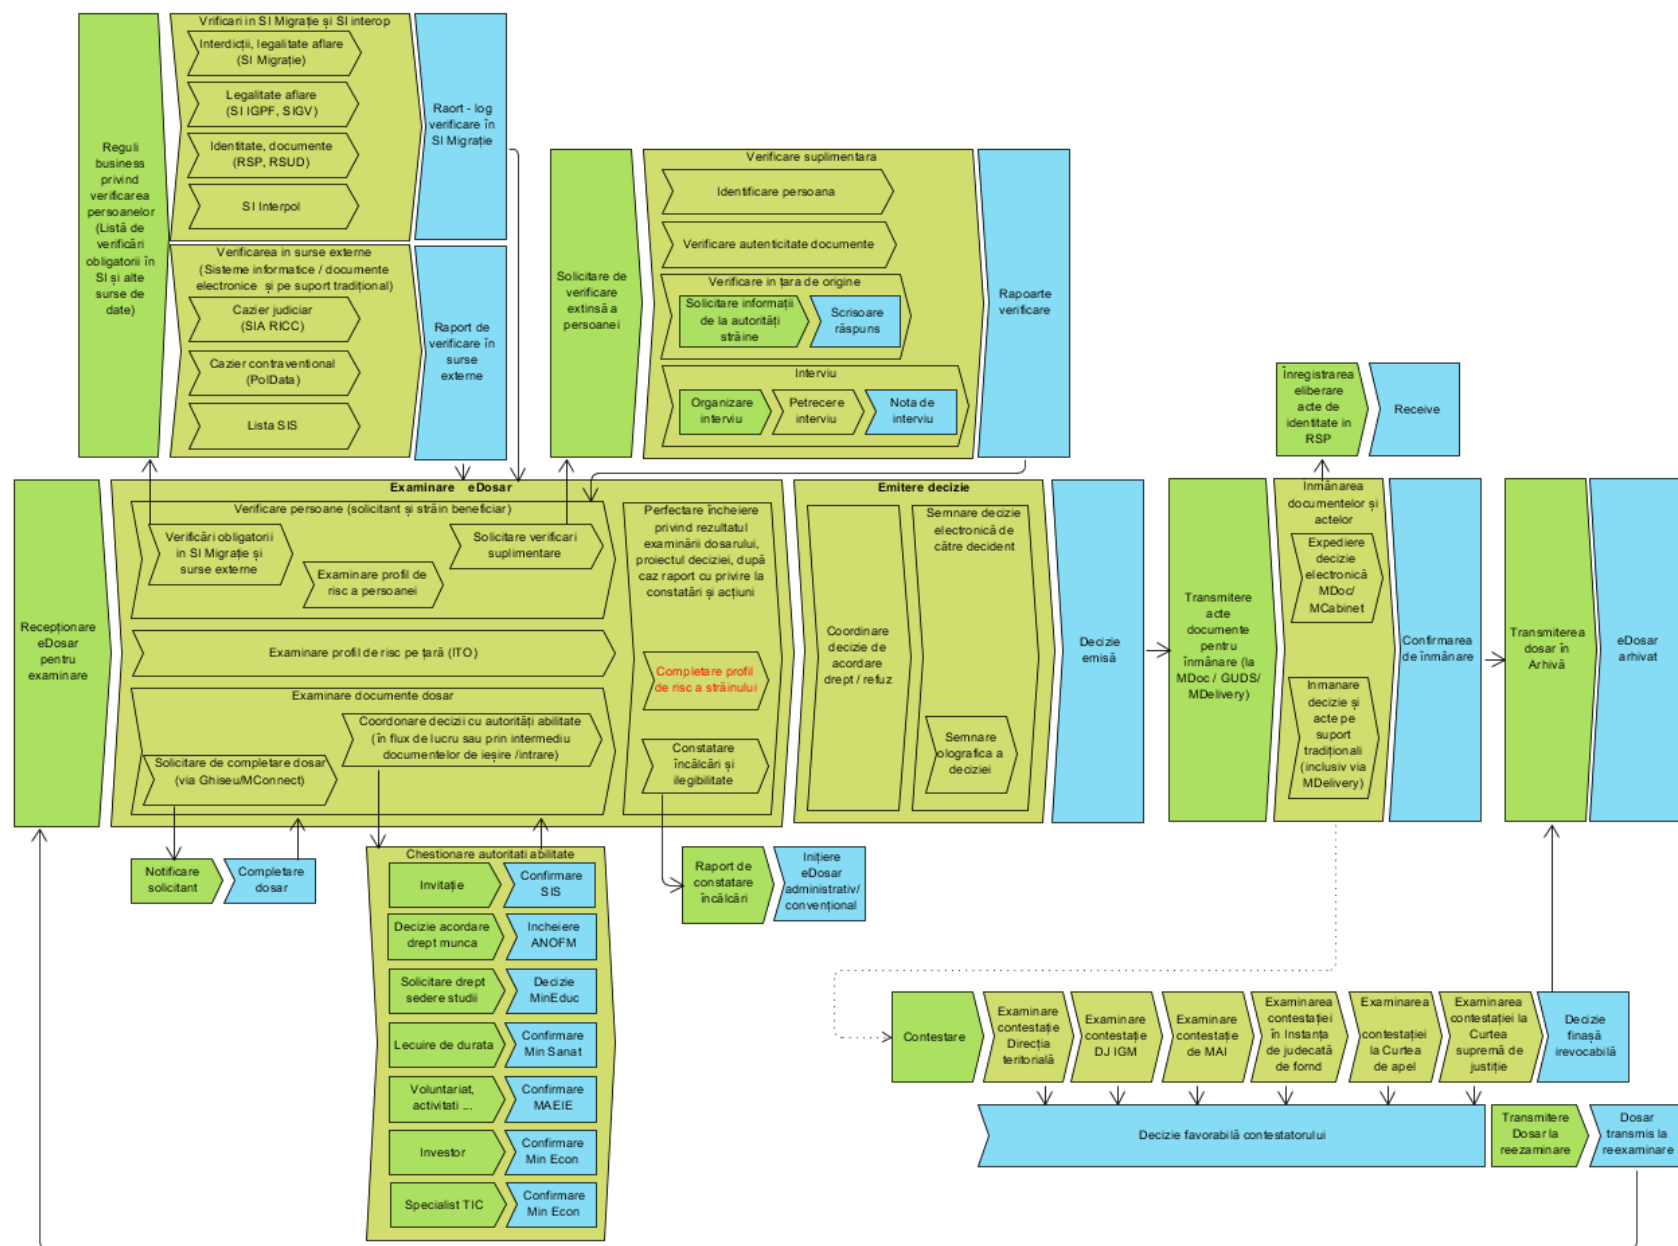 Vrificari in SI Migrație și SI interop
Interdicții, legalitate aflare
(SI Migrație)
Legalitate aflare
(SI IGPF, SIGV)
Identitate, documente
(RSP, RSUD)
SI Interpol
Raort - log
verificare în
SI Migrație
Reguli
business
privind
verificarea
persoanelor
(Listă de
verificări
obligatorii în
SI și alte
surse de
date)
Verificarea in surse externe
(Sisteme informatice / documente
electronice și pe suport tradițional)
Cazier judiciar
(SIA RICC)
Cazier contraventional
(PolData)
Lista SIS
Raport de
verificare în
surse
externe
Solicitare de
verificare
extinsă a
persoanei
Verificare suplimentara
Identificare persoana
Verificare autenticitate documente
Verificare in țara de origine
Solicitare informații
de la autorități
străine
Scrisoare
răspuns
Interviu
Organizare
interviu
Petrecere
interviu
Nota de
interviu
Rapoarte
verificare
Înregistrarea
eliberare
acte de
identitate in
RSP
Receive
Recepționare
eDosar
pentru
examinare
Examinare eDosar
Verificare persoane (solicitant și străin beneficiar)
Verificări obligatorii
in SI Migrație și
surse externe
Examinare profil de
risc a persoanei
Solicitare verificari
suplimentare
Examinare profil de risc pe țară (ITO)
Examinare documente dosar
Coordonare decizii cu autorități abilitate
(în flux de lucru sau prin intermediu
documentelor de ieșire /intrare)
Solicitare de completare dosar
(via Ghiseu/MConnect)
Perfectare încheiere
privind rezultatul
examinării dosarului,
proiectul deciziei, după
caz raport cu privire la
constatări și acțiuni
Completare profil
de risc a străinului
Constatare
încălcări și
ilegibilitate
Emitere decizie
Coordinare
decizie de
acordare
drept / refuz
Semnare decizie
electronică de
către decident
Semnare
olografica a
deciziei
Decizie
emisă
Transmitere
acte
documente
pentru
înmânare (la
MDoc / GUDS/
MDelivery)
Inmânarea
documentelor și
actelor
Expediere
decizie
electronică
MDoc/
MCabinet
Inmanare
decizie și
acte pe
suport
tradiționali
(inclusiv via
MDelivery)
Confirmarea
de înmânare
Transmiterea
dosar în
Arhivă
eDosar
arhivat
Notificare
solicitant
Completare
dosar
Chestionare autoritati abilitate
Invitație
Confirmare
SIS
Decizie acordare
drept munca
Incheiere
ANOFM
Solicitare drept
sedere studii
Decizie
MinEduc
Lecuire de durata
Confirmare
Min Sanat
Voluntariat,
activitati ...
Confirmare
MAEIE
Investor
Confirmare
Min Econ
Specialist TIC
Confirmare
Min Econ
Raport de
constatare
încălcări
Inițiere
eDosar
administrativ/
convențional
Contestare
Examinare
contestație
Direcția
teritorială
Examinare
contestație
DJ IGM
Examinare
contestație
de MAI
Examinarea
contestației
în Instanța
de judecată
de fornd
Examinarea
contestației
la Curtea
de apel
Examinarea
contestației la
Curtea
supremă de
justiție
Decizie
finașă
irevocabilă
Decizie favorabilă contestatorului
Transmitere
Dosar la
reezaminare
Dosar
transmis la
reexaminare